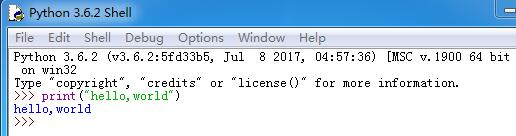 Python 3.6.2 Shell
File Edit Shell Debug Options Window Help
Python 3.6.2 (v3.6.2:5fd33b5, Jul  8 2017, 04:57:36) [MSC v.1900 64 bit
 on win32
Type "copyright", "credits" or "license()" for more information.
>>> print("hello,world")
hello,world
>>>